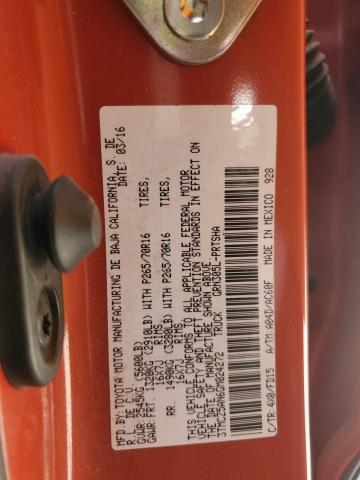 MFD.BY:TOYOTA MOTOR MANUFACTURING DE BAJA CALIFORNIA, S. DE
R.L. DE C.V. DATE: 03/16
GVWR: 2545KG (5600LB)
GAWR: FRT. 1320KG (2910LB) WITH P265/70R16 TIRES,
16X7J RIMS
RR. 1490KG (3280LB) WITH P265/70R16 TIRES,
16X7J RIMS
THIS VEHICLE CONFORMS TO ALL APPLICABLE FEDERAL MOTOR
VEHICLE SAFETY AND THEFT PREVENTION STANDARDS IN EFFECT ON
THE DATE OF MANUFACTURE SHOWN ABOVE.
TRUCK GRN305L-PRTSHA
C/TR: 4X0/FD15 A/TM: A04D/AC60F MADE IN MEXICO 928